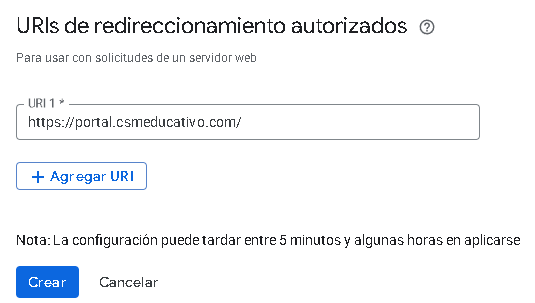 URIs de redireccionamiento autorizados
Para usar con solicitudes de un servidor web
URI 1 *
https://portal.csmeducativo.com/
+ Agregar URI
Nota: La configuración puede tardar entre 5 minutos y algunas horas en aplicarse
Crear Cancelar